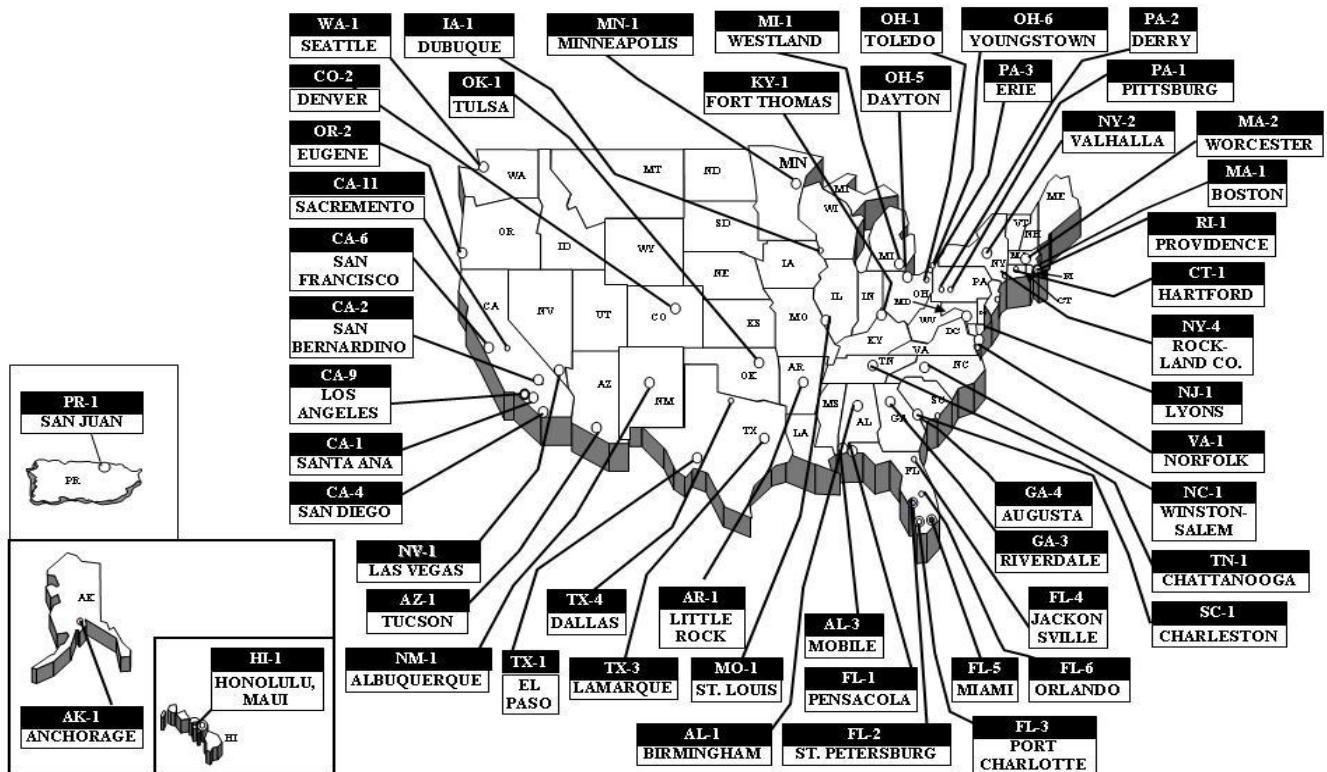 WA-1
SEATTLE
IA-1
DUBUQUE
MN-1
MINNEAPOLIS
MI-1
WESTLAND
OH-1
TOLEDO
OH-6
YOUNGSTOWN
PA-2
DERRY
CO-2
DENVER
OK-1
TULSA
KY-1
FORT THOMAS
OH-5
DAYTON
PA-3
ERIE
PA-1
PITTSBURG
OR-2
EUGENE
NY-2
VALHALLA
MA-2
WORCESTER
CA-11
SACREMENTO
MA-1
BOSTON
CA-6
SAN
FRANCISCO
RI-1
PROVIDENCE
CA-2
SAN
BERNARDINO
CT-1
HARTFORD
CA-9
LOS
ANGELES
NY-4
ROCK-
LAND CO.
CA-1
SANTA ANA
NJ-1
LYONS
CA-4
SAN DIEGO
VA-1
NORFOLK
NC-1
WINSTON-
SALEM
GA-4
AUGUSTA
GA-3
RIVERDALE
TN-1
CHATTANOOGA
SC-1
CHARLESTON
NV-1
LAS VEGAS
AZ-1
TUCSON
NM-1
ALBUQUERQUE
TX-1
EL
PASO
TX-4
DALLAS
TX-3
LAMARQUE
AR-1
LITTLE
ROCK
MO-1
ST. LOUIS
AL-1
BIRMINGHAM
AL-3
MOBILE
FL-1
PENSACOLA
FL-2
ST. PETERSBURG
FL-4
JACKON
SVILLE
FL-5
MIAMI
FL-6
ORLANDO
FL-3
PORT
CHARLOTTE
PR-1
SAN JUAN
PR
AK
AK-1
ANCHORAGE
HI-1
HONOLULU,
MAUI
HI
WA
MT
ND
MN
MI
WI
OR
ID
WY
SD
NE
IA
MI
NY
VT
NH
ME
M
RI
CT
CA
NV
UT
CO
KS
MO
IL
IN
OH
PA
MD
WV
DC
VA
KY
TN
NC
AZ
NM
OK
AR
TX
LA
MS
AL
GA
SC
FL